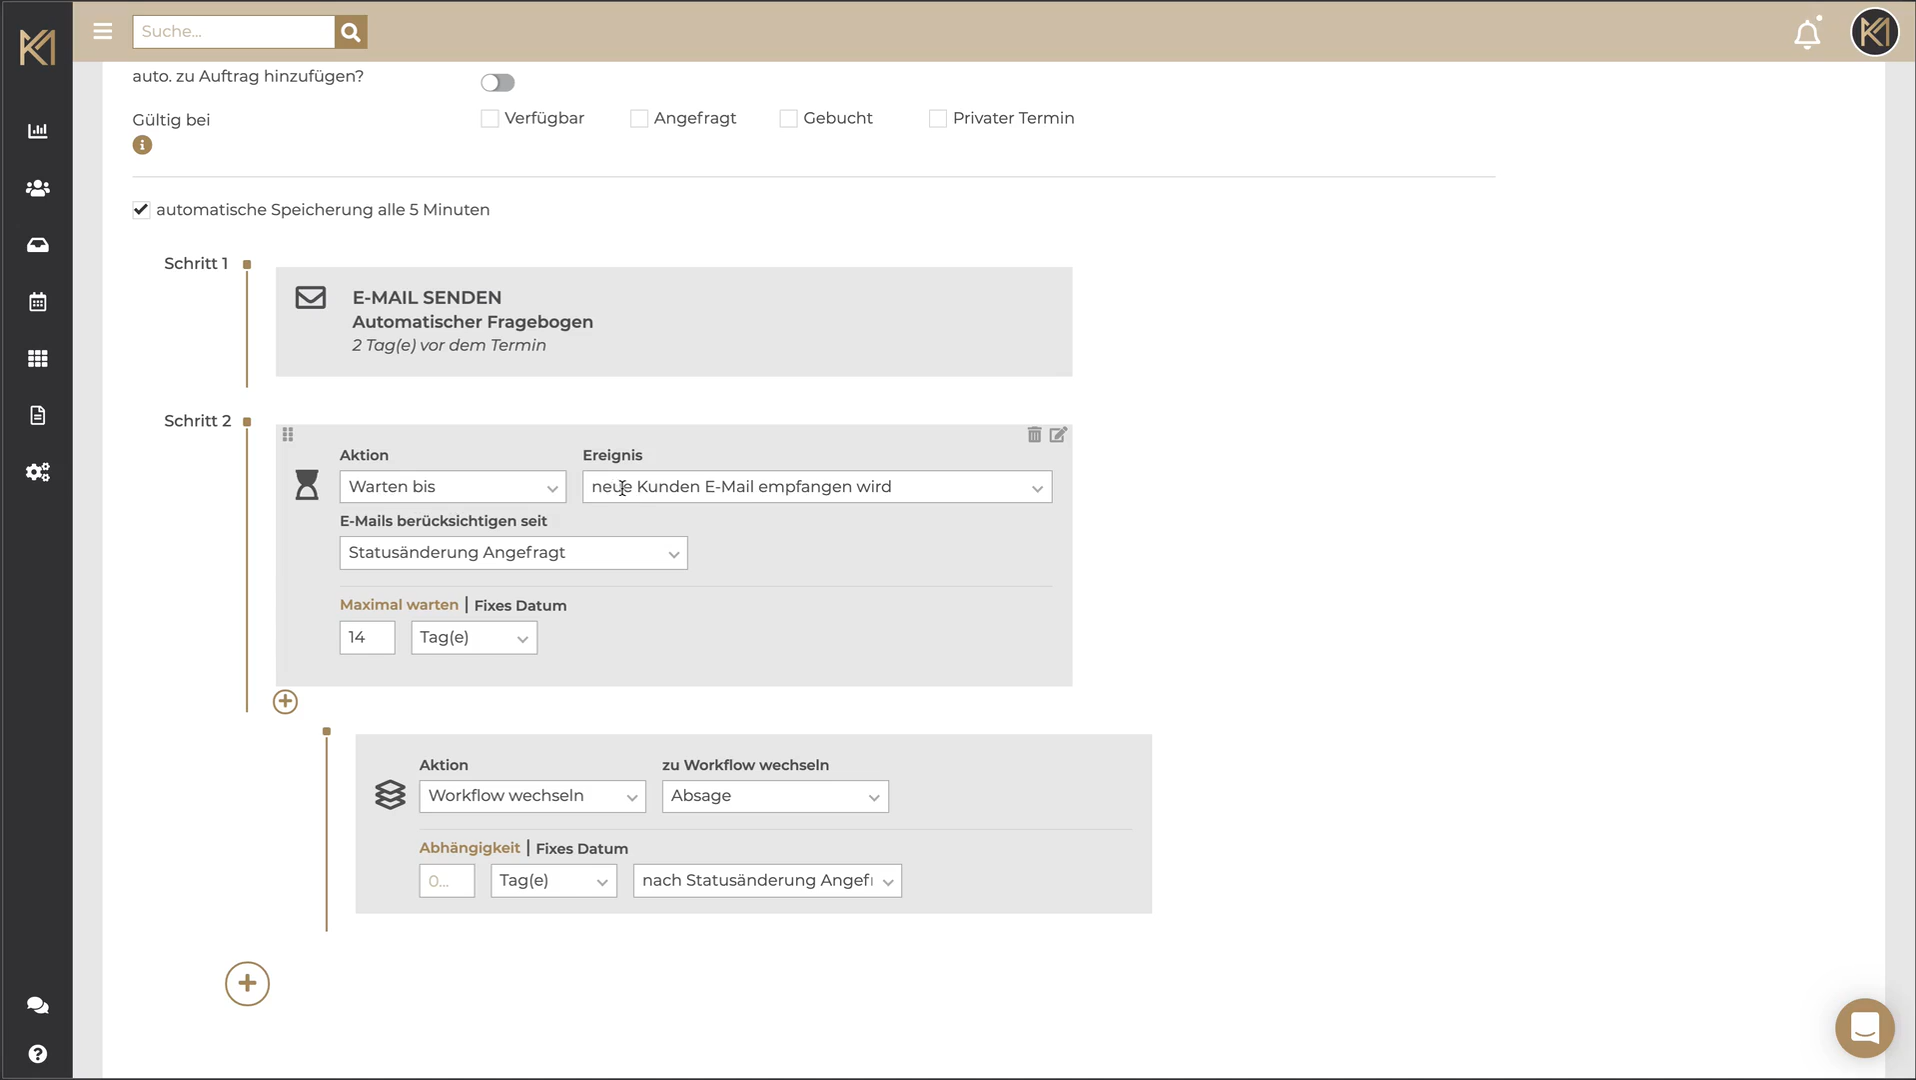 Suche...
auto. zu Auftrag hinzufügen?
Gültig bei
Verfügbar Angefragt Gebucht Privater Termin
automatische Speicherung alle 5 Minuten
Schritt 1
E-MAIL SENDEN
Automatischer Fragebogen
2 Tag(e) vor dem Termin
Schritt 2
Aktion Ereignis
Warten bis neue Kunden E-Mail empfangen wird
E-Mails berücksichtigen seit
Statusänderung Angefragt
Maximal warten | Fixes Datum
14 Tag(e)
Aktion zu Workflow wechseln
Workflow wechseln Absage
Abhängigkeit | Fixes Datum
0... Tag(e) nach Statusänderung Angef